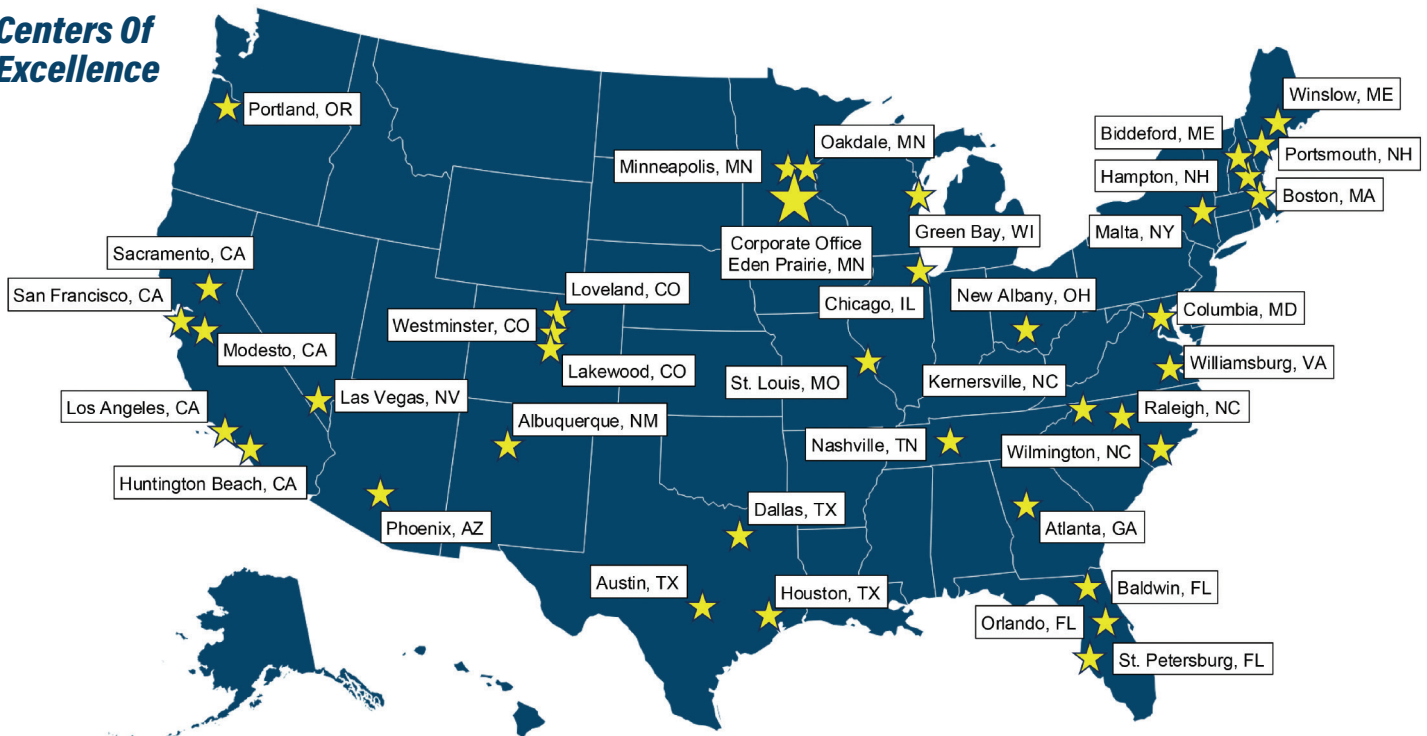 Centers Of
Excellence
Portland, OR
Winslow, ME
Biddeford, ME
Oakdale, MN
Minneapolis, MN
Portsmouth, NH
Hampton, NH
Boston, MA
Green Bay, WI
Malta, NY
Corporate Office
Eden Prairie, MN
Sacramento, CA
San Francisco, CA
Loveland, CO
Chicago, IL
New Albany, OH
Columbia, MD
Westminster, CO
Modesto, CA
Lakewood, CO
St. Louis, MO
Kernersville, NC
Williamsburg, VA
Las Vegas, NV
Los Angeles, CA
Albuquerque, NM
Raleigh, NC
Nashville, TN
Wilmington, NC
Huntington Beach, CA
Phoenix, AZ
Dallas, TX
Atlanta, GA
Austin, TX
Houston, TX
Baldwin, FL
Orlando, FL
St. Petersburg, FL